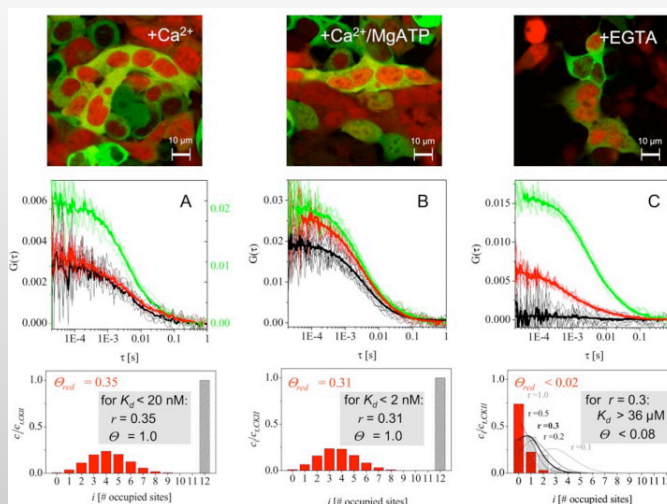 +Ca²⁺
10 µm
+Ca²⁺/MgATP
10 µm
+EGTA
10 µm
0.006
0.004
0.002
0.000
G(τ)
A
0.02
0.01
0.00
1E-4 0.001 0.01 0.1 1
τ [s]
0.03
0.02
0.01
0.00
G(τ)
B
1E-4 0.001 0.01 0.1 1
τ [s]
0.015
0.010
0.005
0.000
G(τ)
C
1E-4 0.001 0.01 0.1
τ [s]
1.0
0.5
0.0
Θred = 0.35
for Kd < 20 nM:
r = 0.35
Θ = 1.0
0 1 2 3 4 5 6 7 8 9 10 11 12
i [# occupied sites]
1.0
0.5
0.0
Θred = 0.31
for Kd < 2 nM:
r = 0.31
Θ = 1.0
0 1 2 3 4 5 6 7 8 9 10 11 12
i [# occupied sites]
1.0
0.5
0.0
Θred < 0.02
r=1.0
r=0.5
r=0.3
r=0.2
r=0.1
for r = 0.3:
Kd > 36 µM
Θ < 0.08
0 1 2 3 4 5 6 7 8 9 10 11 12
i [# occupied sites]